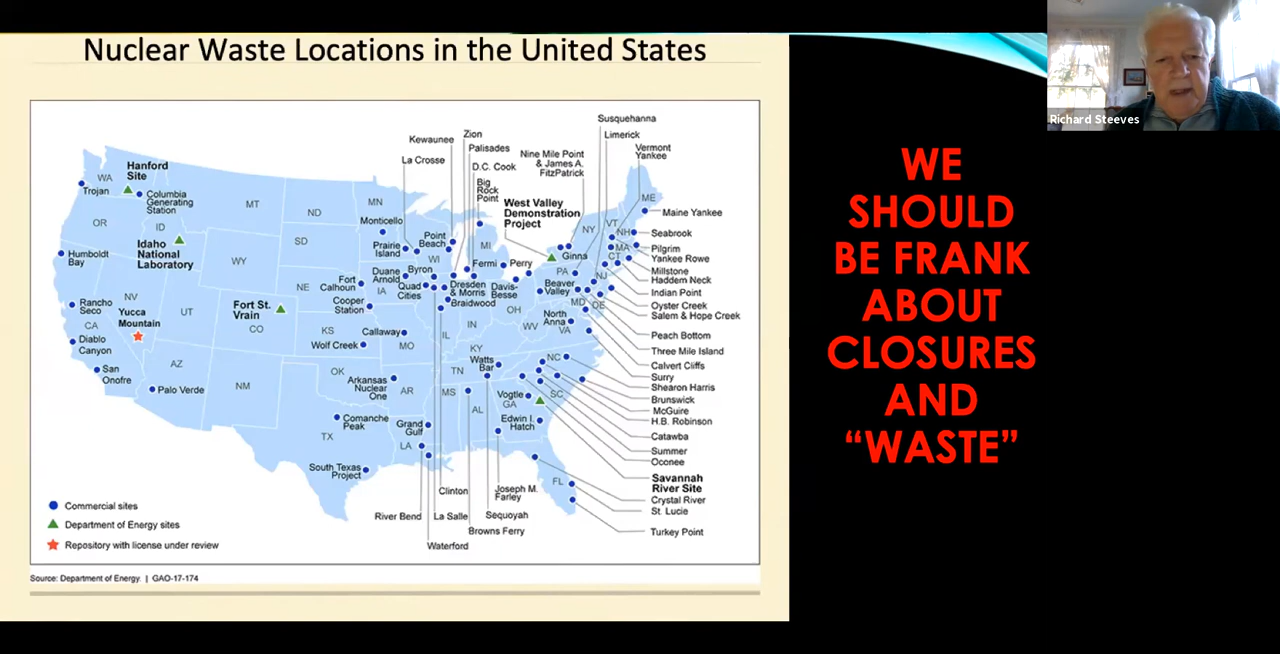 Nuclear Waste Locations in the United States
Richard Steeves
WE
SHOULD
BE FRANK
ABOUT
CLOSURES
AND
“WASTE”
Susquehanna
Limerick
Vermont
Yankee
Zion
Kewaunee
Palisades
La Crosse
D.C. Cook
Big
Rock
Point
Nine Mile Point
& James A.
FitzPatrick
West Valley
Demonstration
Project
Hanford
Site
WA
Trojan
Columbia
Generating
Station
OR
ID
Idaho
National
Laboratory
MT
ND
MN
SD
WY
Monticello
Prairie
Island
Point
Beach
WI
MI
NY
VT
NH
ME
MA
CT
Maine Yankee
Seabrook
Pilgrim
Yankee Rowe
Millstone
Haddem Neck
Indian Point
Oyster Creek
Salem & Hope Creek
Peach Bottom
Three Mile Island
Calvert Cliffs
Surry
Shearon Harris
Brunswick
McGuire
H.B. Robinson
Catawba
Summer
Oconee
Savannah
River Site
Crystal River
St. Lucie
Turkey Point
Humboldt
Bay
NV
UT
Rancho
Seco
CA
Yucca
Mountain
Diablo
Canyon
San
Onofre
AZ
Palo Verde
NM
Fort St.
Vrain
CO
NE
Fort
Calhoun
Cooper
Station
Duane
Arnold
IA
Byron
Quad
Cities
Dresden
& Morris
Braidwood
Fermi
Perry
Davis-
Besse
Ginna
PA
Beaver
Valley
NJ
MD
DE
OH
IN
IL
WV
North
Anna
VA
KS
Callaway
Wolf Creek
MO
KY
Watts
Bar
TN
NC
SC
OK
Arkansas
Nuclear
One
AR
MS
AL
Vogtle
GA
Edwin I.
Hatch
TX
Comanche
Peak
Grand
Gulf
LA
South Texas
Project
FL
Clinton
Joseph M.
Farley
River Bend
La Salle
Sequoyah
Browns Ferry
Waterford
Commercial sites
Department of Energy sites
Repository with license under review
Source: Department of Energy. | GAO-17-174